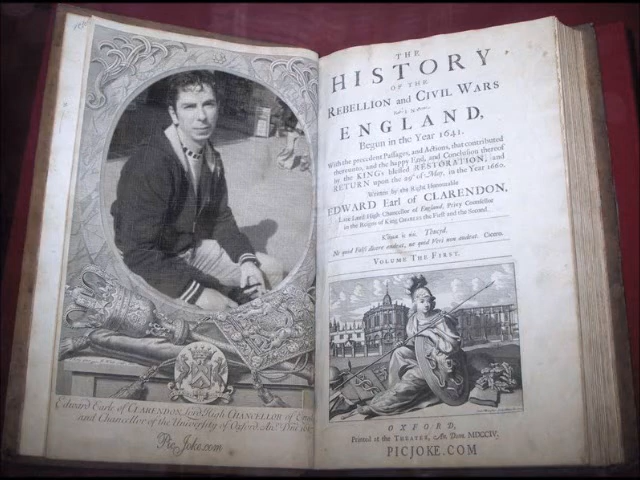 Edward Earle of CLARENDON, Lord High CHANCELLOR of
and Chancellor of the University of Oxford. An.º Dni
PicJoke.com
THE
HISTORY
OF THE
REBELLION and CIVIL WARS
IN
ENGLAND,
Begun in the Year 1641.
With the precedent Passages, and Actions, that contributed
thereunto, and the happy End, and Conclusion thereof
by the KING's blessed RESTORATION, and
RETURN upon the 29th of May, in the Year 1660.
Written by the Right Honourable
EDWARD Earl of CLARENDON,
Late Lord High Chancellour of England, Privy Counsellour
in the Reigns of King CHARLES the First and the Second.
Thucyd.
Ne quid Falsi dicere audeat, ne quid Veri non audeat. Cicero.
VOLUME THE FIRST.
OXFORD,
Printed at the THEATER, An. Dom. MDCCIV.
PICJOKE.COM